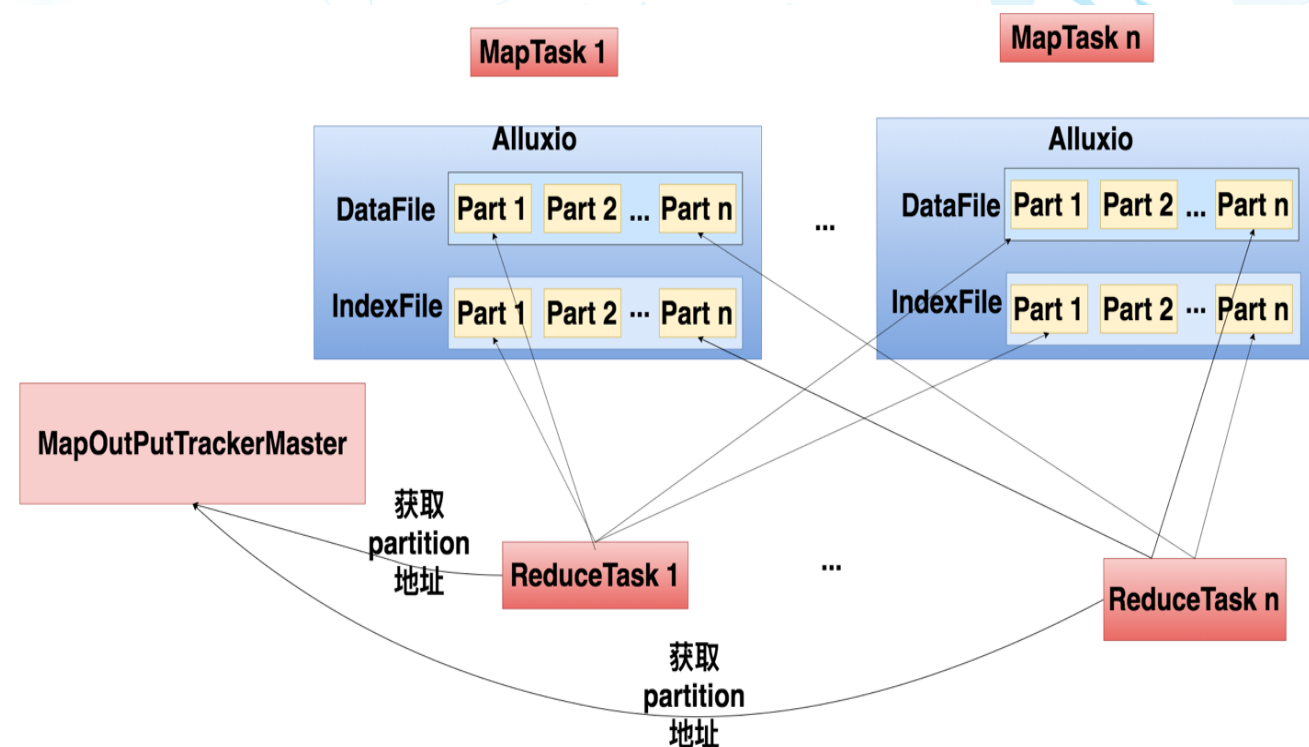 MapTask 1
MapTask n
Alluxio
DataFile Part 1 Part 2 ... Part n
IndexFile Part 1 Part 2 ... Part n
...
Alluxio
DataFile Part 1 Part 2 ... Part n
IndexFile Part 1 Part 2 ... Part n
MapOutPutTrackerMaster
获取
partition
地址
ReduceTask 1
...
ReduceTask n
获取
partition
地址